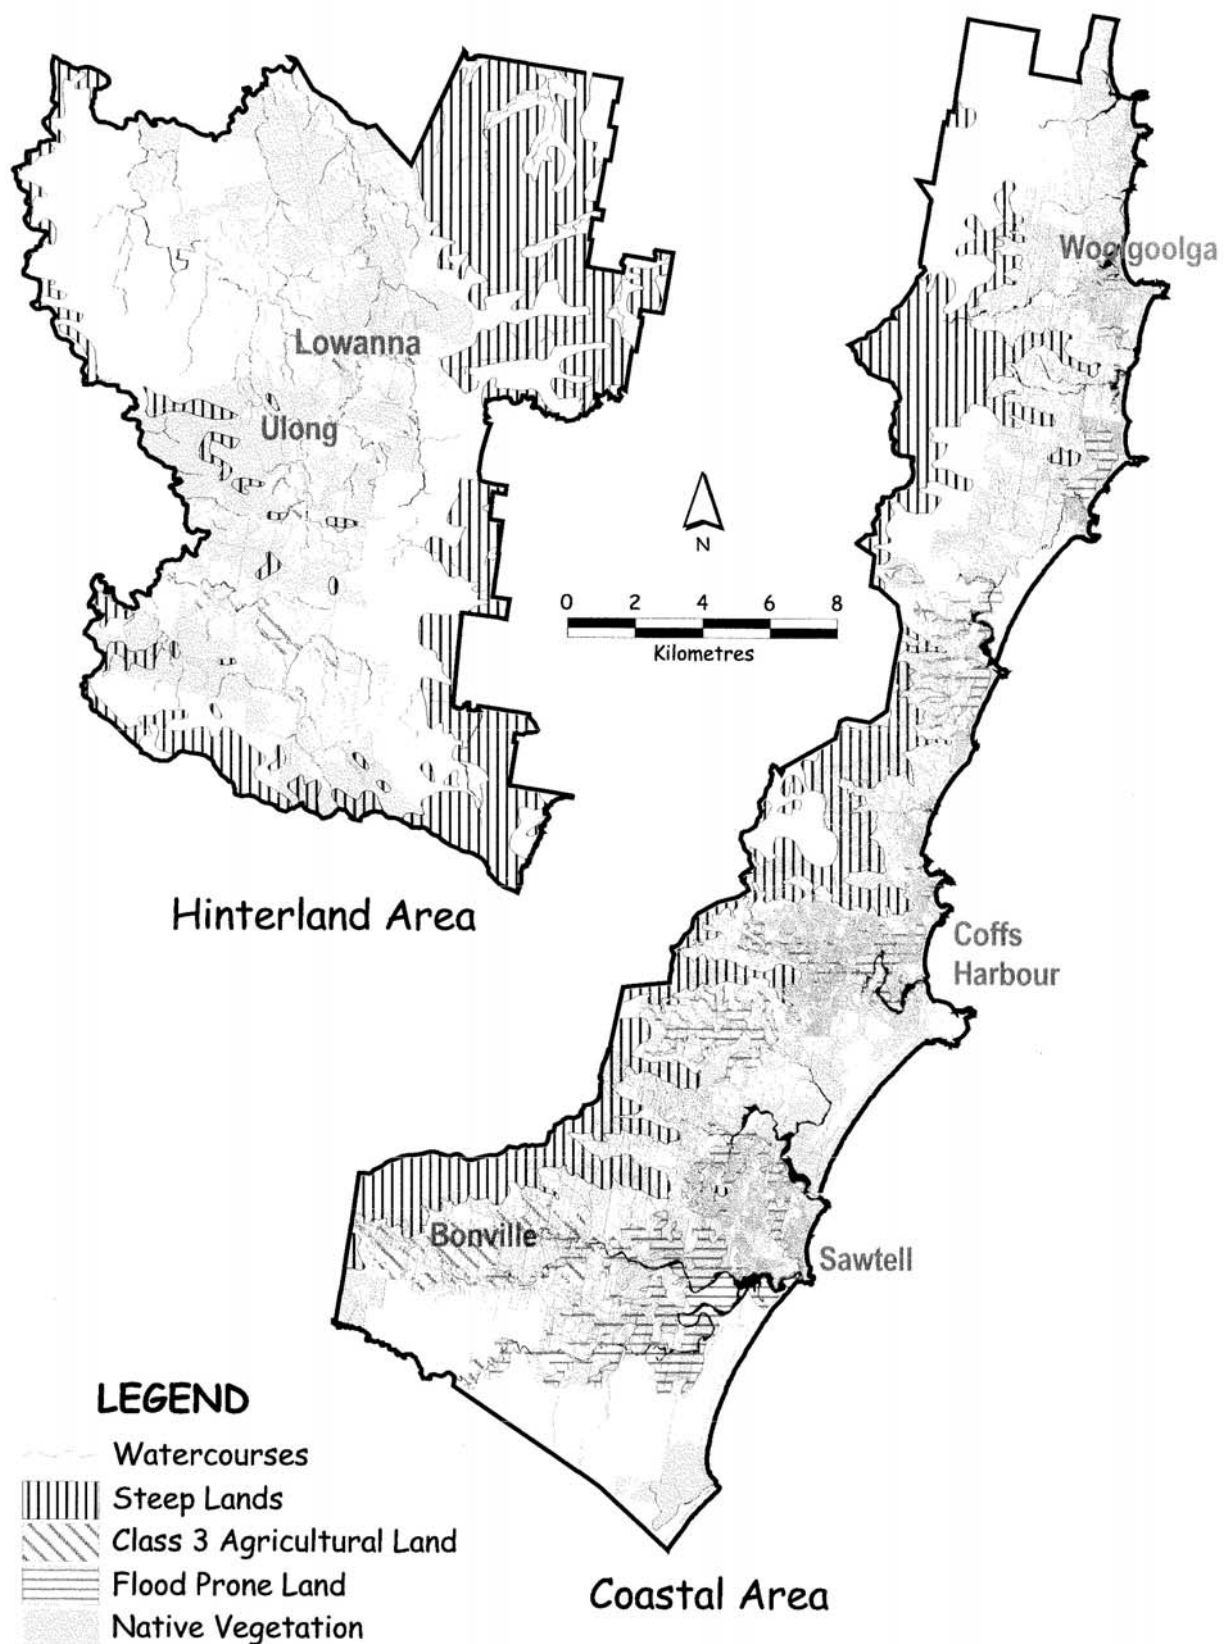 Woolgoolga
Lowanna
Ulong
N
0 2 4 6 8
Kilometres
Hinterland Area
Coffs
Harbour
Bonville
Sawtell
LEGEND
Watercourses
Steep Lands
Class 3 Agricultural Land
Flood Prone Land
Native Vegetation
Coastal Area